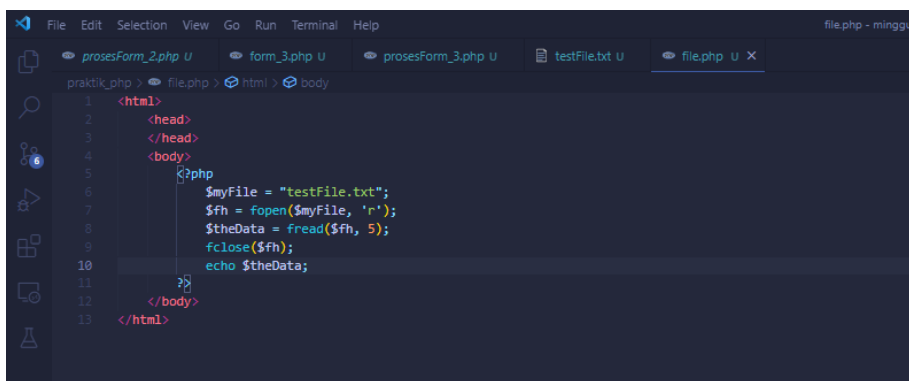 File Edit Selection View Go Run Terminal Help file.php - minggu
prosesForm_2.php U form_3.php U prosesForm_3.php U testFile.txt U file.php U
praktik_php > file.php > html > body
1 <html>
2 <head>
3 </head>
4 <body>
5 <?php
6 $myFile = "testFile.txt";
7 $fh = fopen($myFile, 'r');
8 $theData = fread($fh, 5);
9 fclose($fh);
10 echo $theData;
11 ?>
12 </body>
13 </html>
6